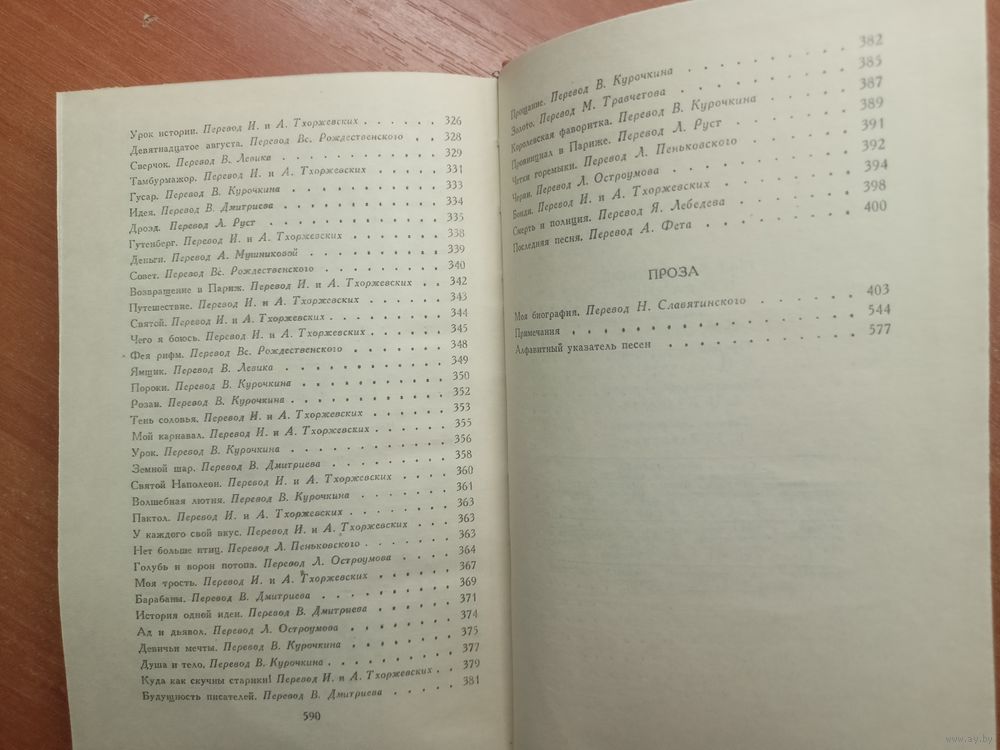 Урок истории. Перевод И. и А. Тхоржевских . . . . . . 326
Девятнадцатое августа. Перевод Вс. Рождественского . . . 328
Сверчок. Перевод В. Левика . . . . . . . . . . 329
Тамбурмажор. Перевод И. и А Тхоржевских . . . . . . 331
Гусар. Перевод В. Курочкина . . . . . . . . . 333
Идея. Перевод В. Дмитриева . . . . . . . . . . 334
Дрозд. Перевод Л. Руст . . . . . . . . . . . 335
Гутенберг. Перевод И. и А. Тхоржевских . . . . . . . 338
Деньги. Перевод А. Мушниковой . . . . . . . . . 339
Совет. Перевод Вс. Рождественского . . . . . . . . 340
Возвращение в Париж. Перевод И. и А. Тхоржевских . . . 342
Путешествие. Перевод И. и А. Тхоржевских . . . . . . 343
Святой. Перевод И. и А. Тхоржевских . . . . . . . . 344
Чего я боюсь. Перевод И. и А. Тхоржевских . . . . . . 345
Фея рифм. Перевод Вс. Рождественского . . . . . . . 348
Ямщик. Перевод В. Левика . . . . . . . . . . 349
Пороки. Перевод В. Курочкина . . . . . . . . . 350
Розан. Перевод В. Курочкина . . . . . . . . . . 352
Тень соловья. Перевод И. и А. Тхоржевских . . . . . . 353
Мой карнавал. Перевод И. и А. Тхоржевских . . . . . . 355
Урок. Перевод В. Курочкина . . . . . . . . . . 356
Земной шар. Перевод В. Дмитриева . . . . . . . . 358
Святой Наполеон. Перевод И. и А. Тхоржевских . . . . . 360
Волшебная лютня. Перевод В. Курочкина . . . . . . . 361
Пактол. Перевод И. и А. Тхоржевских . . . . . . . . 363
У каждого свой вкус. Перевод И. и А. Тхоржевских . . . . 363
Нет больше птиц. Перевод Л. Пеньковского . . . . . . . 363
Голубь и ворон потопа. Перевод Л. Остроумова . . . . . 364
Моя трость. Перевод И. и А. Тхоржевских . . . . . . 367
Барабаны. Перевод В. Дмитриева . . . . . . . . . 369
История одной идеи. Перевод В. Дмитриева . . . . . . 371
Ад и дьявол. Перевод Л. Остроумова . . . . . . . . 374
Девичьи мечты. Перевод В. Курочкина . . . . . . . . 375
Душа и тело. Перевод В. Курочкина . . . . . . . . . 377
Куда как скучны старики! Перевод И. и А. Тхоржевских . . 379
Будущность писателей. Перевод В. Дмитриева . . . . . . 381
590
Прощание. Перевод В. Курочкина . . . . . . . . 382
Золото. Перевод М. Травчетова . . . . . . . . 385
Королевская фаворитка. Перевод В. Курочкина . . . . . 387
Провинциал в Париже. Перевод Л. Руст . . . . . . . 389
Четки горемыки. Перевод Л. Пеньковского . . . . . . 391
Черни. Перевод Л. Остроумова . . . . . . . . . 392
Бонди. Перевод И. и А. Тхоржевских . . . . . . . 394
Смерть и полиция. Перевод Я. Лебедева . . . . . . . 398
Последняя песня. Перевод А. Фета . . . . . . . . 400
ПРОЗА
Моя биография. Перевод Н. Славятинского . . . . . . 403
Примечания . . . . . . . . . . . . . . 544
Алфавитный указатель песен . . . . . . . . . . 577
www.ay.by